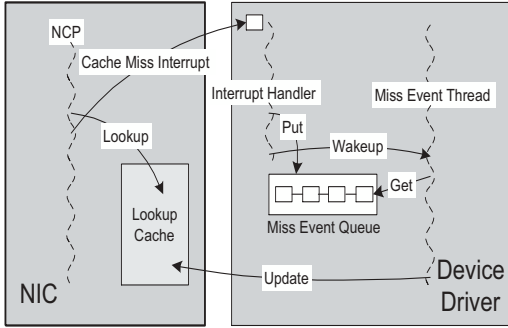 NCP
Cache Miss Interrupt
Interrupt Handler
Miss Event Thread
Put
Lookup
Wakeup
Get
Lookup
Cache
Miss Event Queue
Update
NIC
Device
Driver